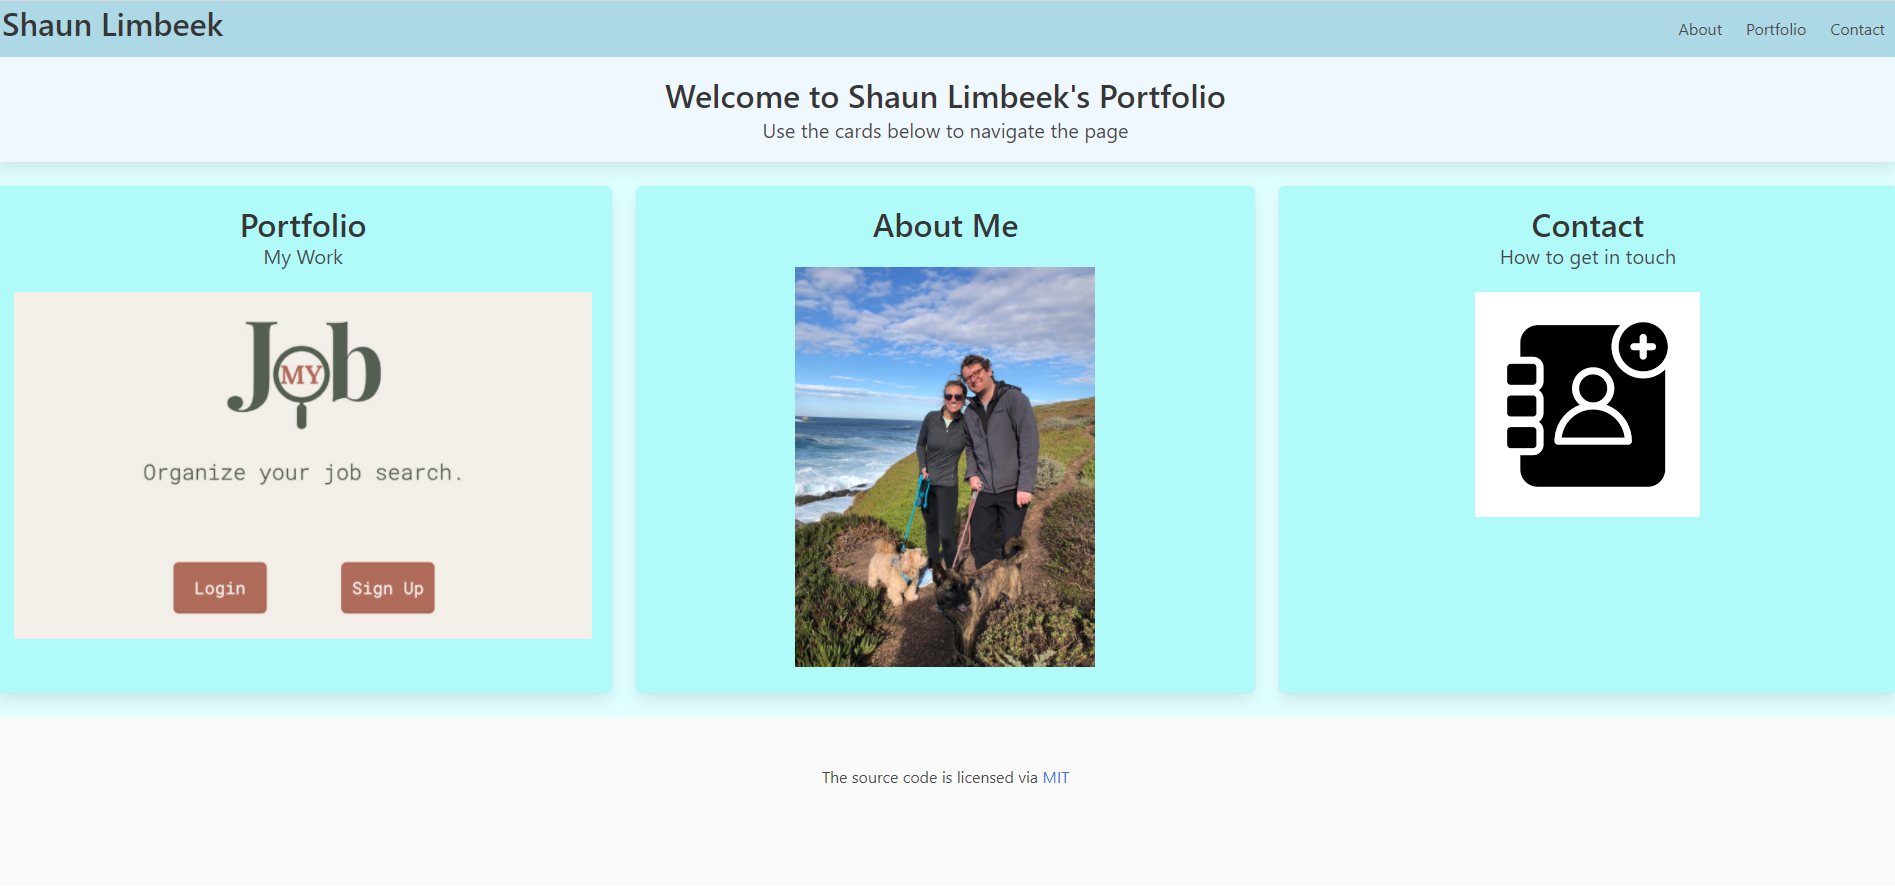 Shaun Limbeek
About Portfolio Contact
Welcome to Shaun Limbeek's Portfolio
Use the cards below to navigate the page
Portfolio
My Work
Job
MY
Organize your job search.
Login
Sign Up
About Me
Contact
How to get in touch
The source code is licensed via MIT